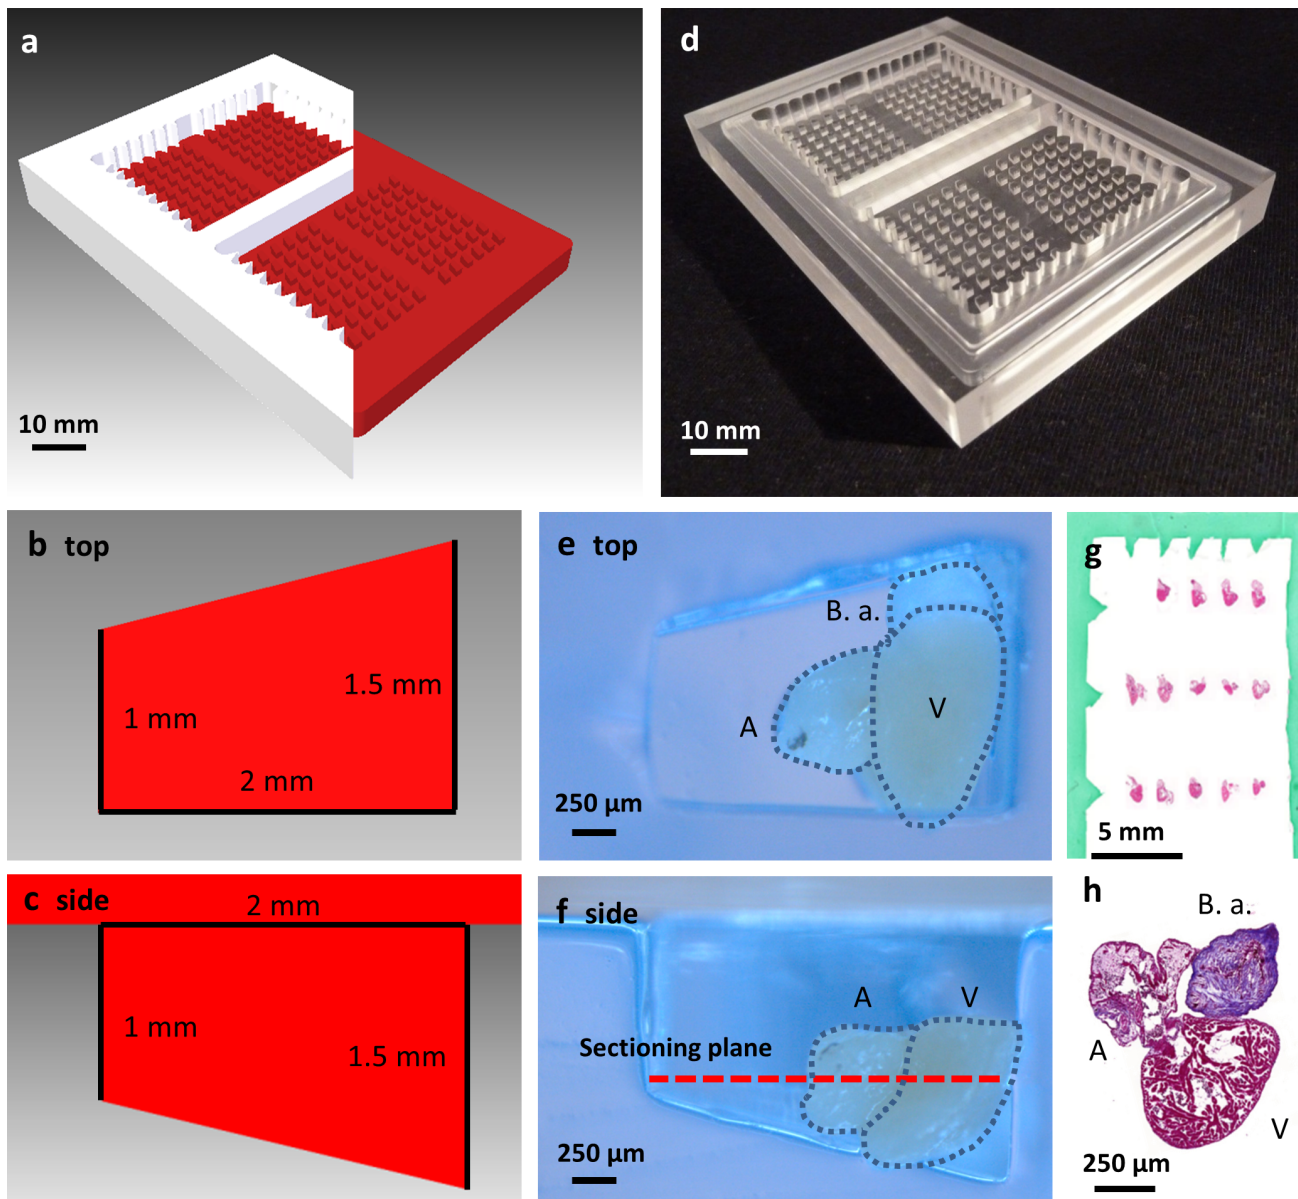 a
10 mm
d
10 mm
b top
1 mm
1.5 mm
2 mm
c side
2 mm
1 mm
1.5 mm
e top
B. a.
A
V
250 µm
f side
A
V
Sectioning plane
250 µm
g
5 mm
h
B. a.
A
V
250 µm